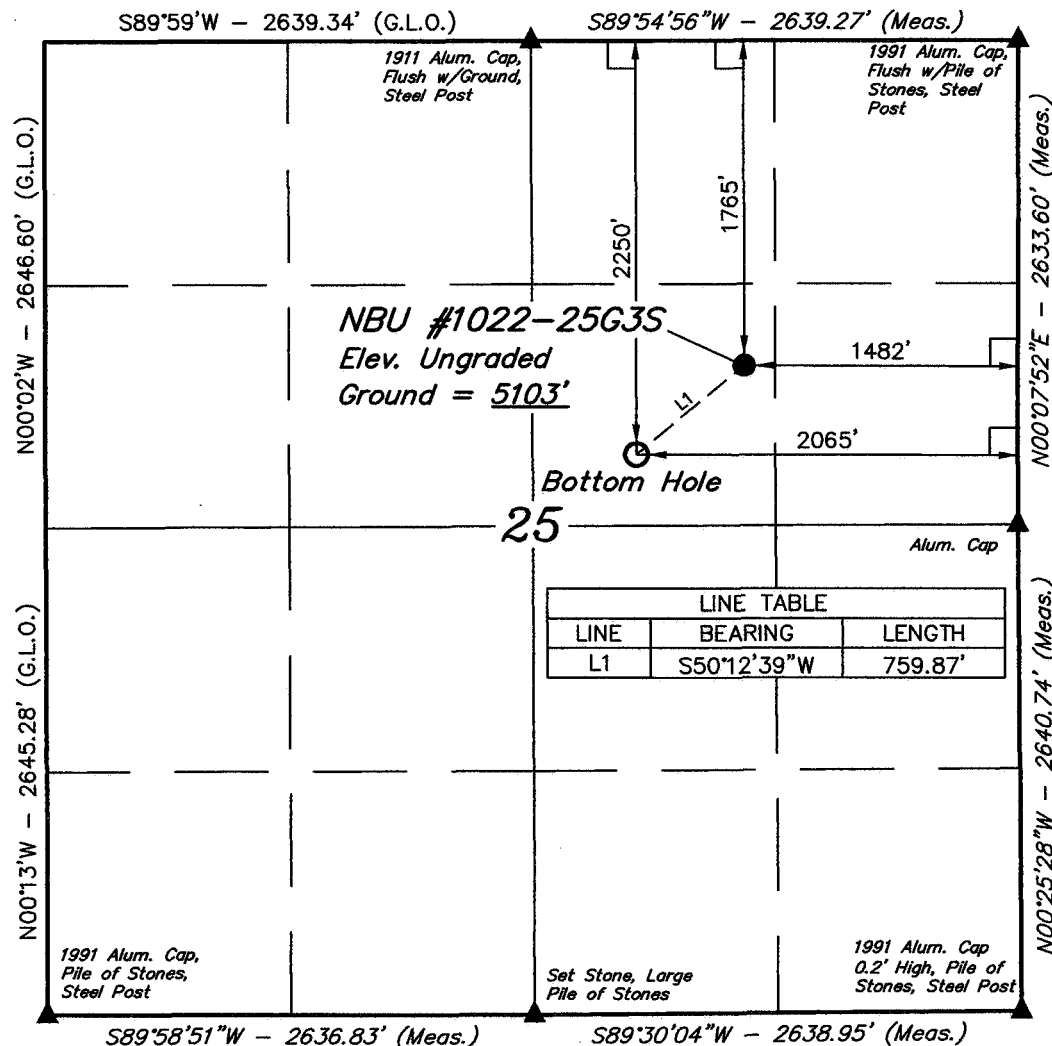 S89°59'W - 2639.34' (G.L.O.)
S89°54'56"W - 2639.27' (Meas.)
1911 Alum. Cap,
Flush w/Ground,
Steel Post
1991 Alum. Cap,
Flush w/Pile of
Stones, Steel
Post
N00°02'W - 2646.60' (G.L.O.)
N00°07'52"E - 2633.60' (Meas.)
2250'
1765'
NBU #1022-25G3S
Elev. Ungraded
Ground = 5103'
1482'
L1
2065'
Bottom Hole
25
Alum. Cap
LINE TABLE
LINE BEARING LENGTH
L1 S50°12'39"W 759.87'
N00°13'W - 2645.28' (G.L.O.)
N00°25'28"W - 2640.74' (Meas.)
1991 Alum. Cap,
Pile of Stones,
Steel Post
Set Stone, Large
Pile of Stones
1991 Alum. Cap
0.2' High, Pile of
Stones, Steel Post
S89°58'51"W - 2636.83' (Meas.)
S89°30'04"W - 2638.95' (Meas.)